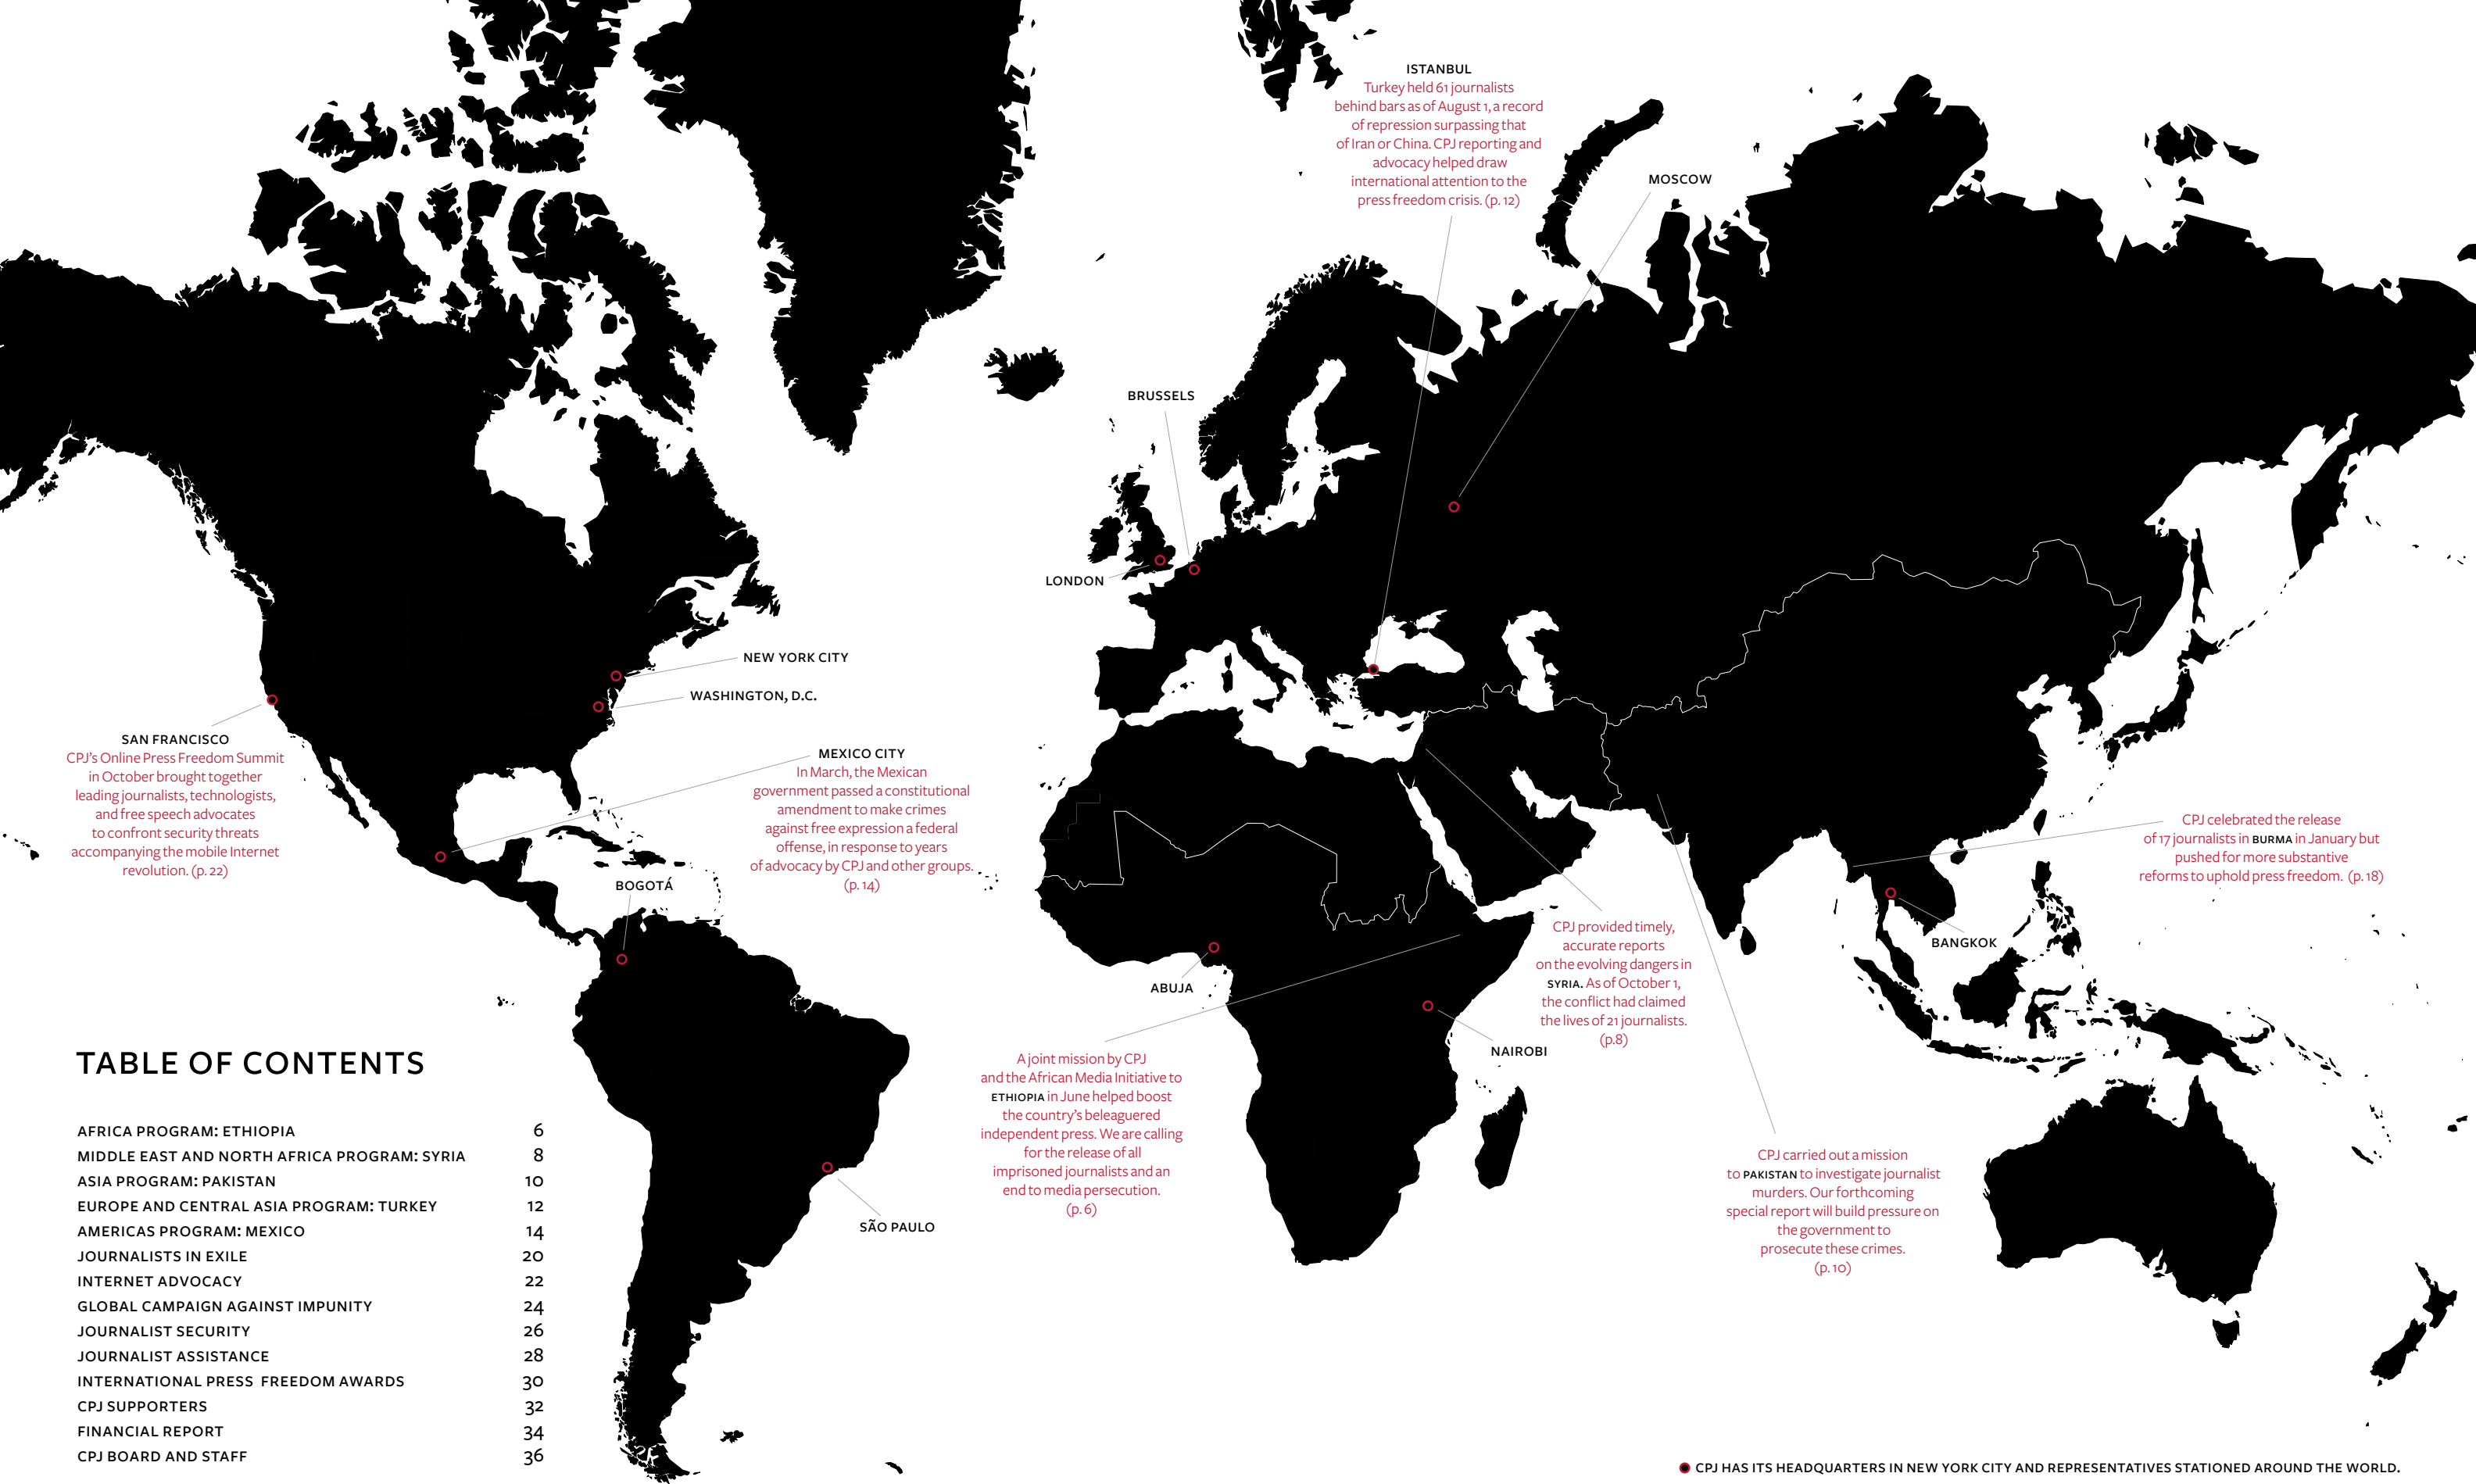 ISTANBUL
Turkey held 61 journalists
behind bars as of August 1, a record
of repression surpassing that
of Iran or China. CPJ reporting and
advocacy helped draw
international attention to the
press freedom crisis. (p. 12)
MOSCOW
BRUSSELS
LONDON
NEW YORK CITY
WASHINGTON, D.C.
SAN FRANCISCO
CPJ's Online Press Freedom Summit
in October brought together
leading journalists, technologists,
and free speech advocates
to confront security threats
accompanying the mobile Internet
revolution. (p. 22)
MEXICO CITY
In March, the Mexican
government passed a constitutional
amendment to make crimes
against free expression a federal
offense, in response to years
of advocacy by CPJ and other groups.
(p. 14)
BOGOTÁ
CPJ celebrated the release
of 17 journalists in BURMA in January but
pushed for more substantive
reforms to uphold press freedom. (p. 18)
BANGKOK
CPJ provided timely,
accurate reports
on the evolving dangers in
SYRIA. As of October 1,
the conflict had claimed
the lives of 21 journalists.
(p.8)
ABUJA
NAIROBI
A joint mission by CPJ
and the African Media Initiative to
ETHIOPIA in June helped boost
the country's beleaguered
independent press. We are calling
for the release of all
imprisoned journalists and an
end to media persecution.
(p. 6)
CPJ carried out a mission
to PAKISTAN to investigate journalist
murders. Our forthcoming
special report will build pressure on
the government to
prosecute these crimes.
(p. 10)
SÃO PAULO
TABLE OF CONTENTS
AFRICA PROGRAM: ETHIOPIA 6
MIDDLE EAST AND NORTH AFRICA PROGRAM: SYRIA 8
ASIA PROGRAM: PAKISTAN 10
EUROPE AND CENTRAL ASIA PROGRAM: TURKEY 12
AMERICAS PROGRAM: MEXICO 14
JOURNALISTS IN EXILE 20
INTERNET ADVOCACY 22
GLOBAL CAMPAIGN AGAINST IMPUNITY 24
JOURNALIST SECURITY 26
JOURNALIST ASSISTANCE 28
INTERNATIONAL PRESS FREEDOM AWARDS 30
CPJ SUPPORTERS 32
FINANCIAL REPORT 34
CPJ BOARD AND STAFF 36
CPJ HAS ITS HEADQUARTERS IN NEW YORK CITY AND REPRESENTATIVES STATIONED AROUND THE WORLD.